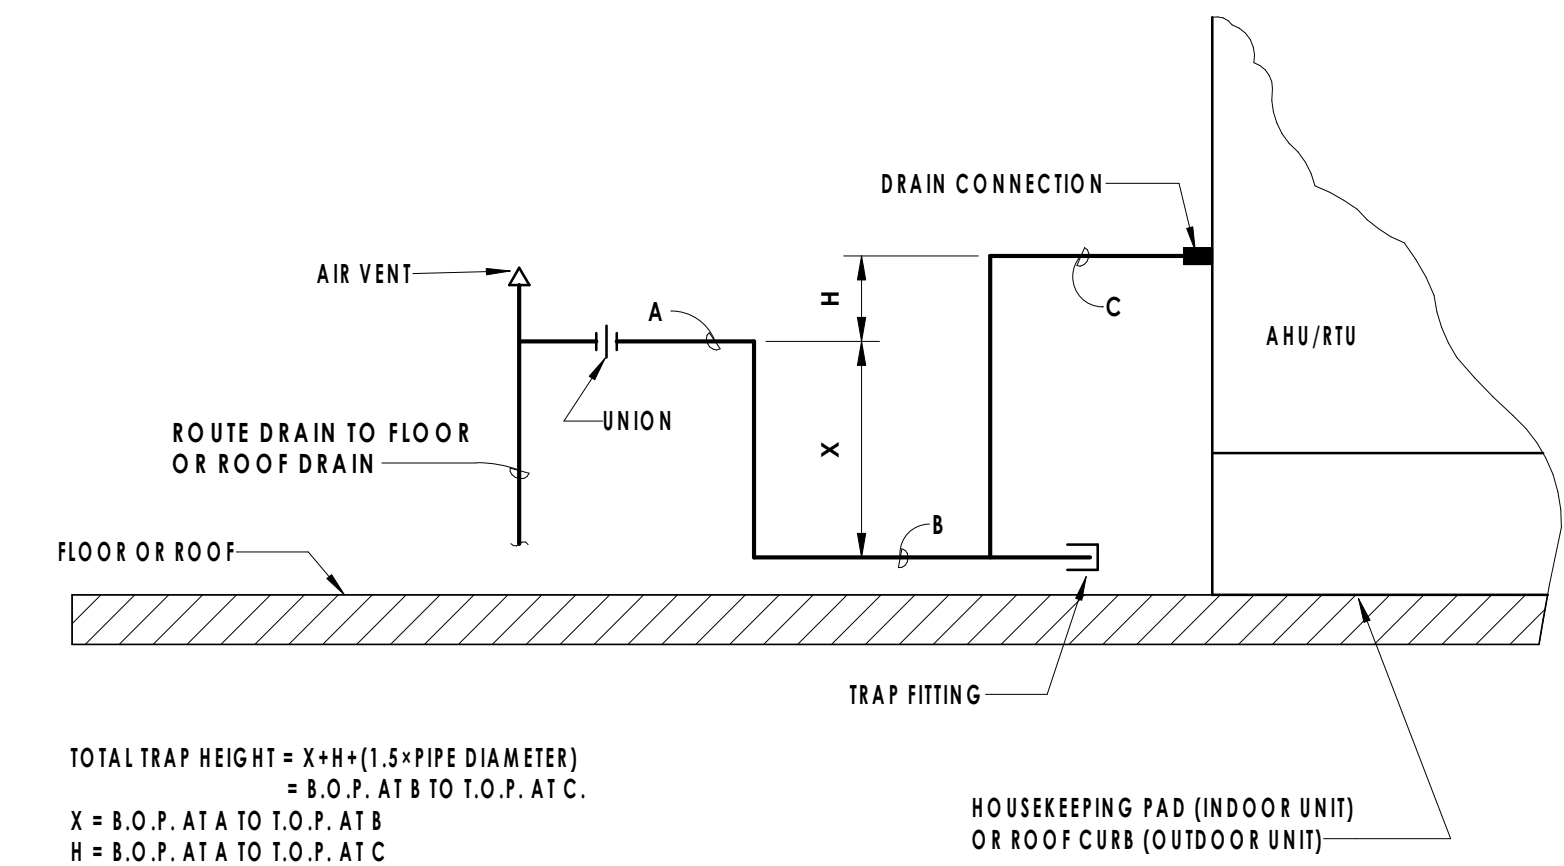 DRAIN CONNECTION
AIR VENT
A
H
C
AHU/RTU
UNION
ROUTE DRAIN TO FLOOR
OR ROOF DRAIN
X
B
FLOOR OR ROOF
TRAP FITTING
TOTAL TRAP HEIGHT = X+H+(1.5×PIPE DIAMETER)
= B.O.P. AT B TO T.O.P. AT C.
X = B.O.P. AT A TO T.O.P. AT B
H = B.O.P. AT A TO T.O.P. AT C
HOUSEKEEPING PAD (INDOOR UNIT)
OR ROOF CURB (OUTDOOR UNIT)